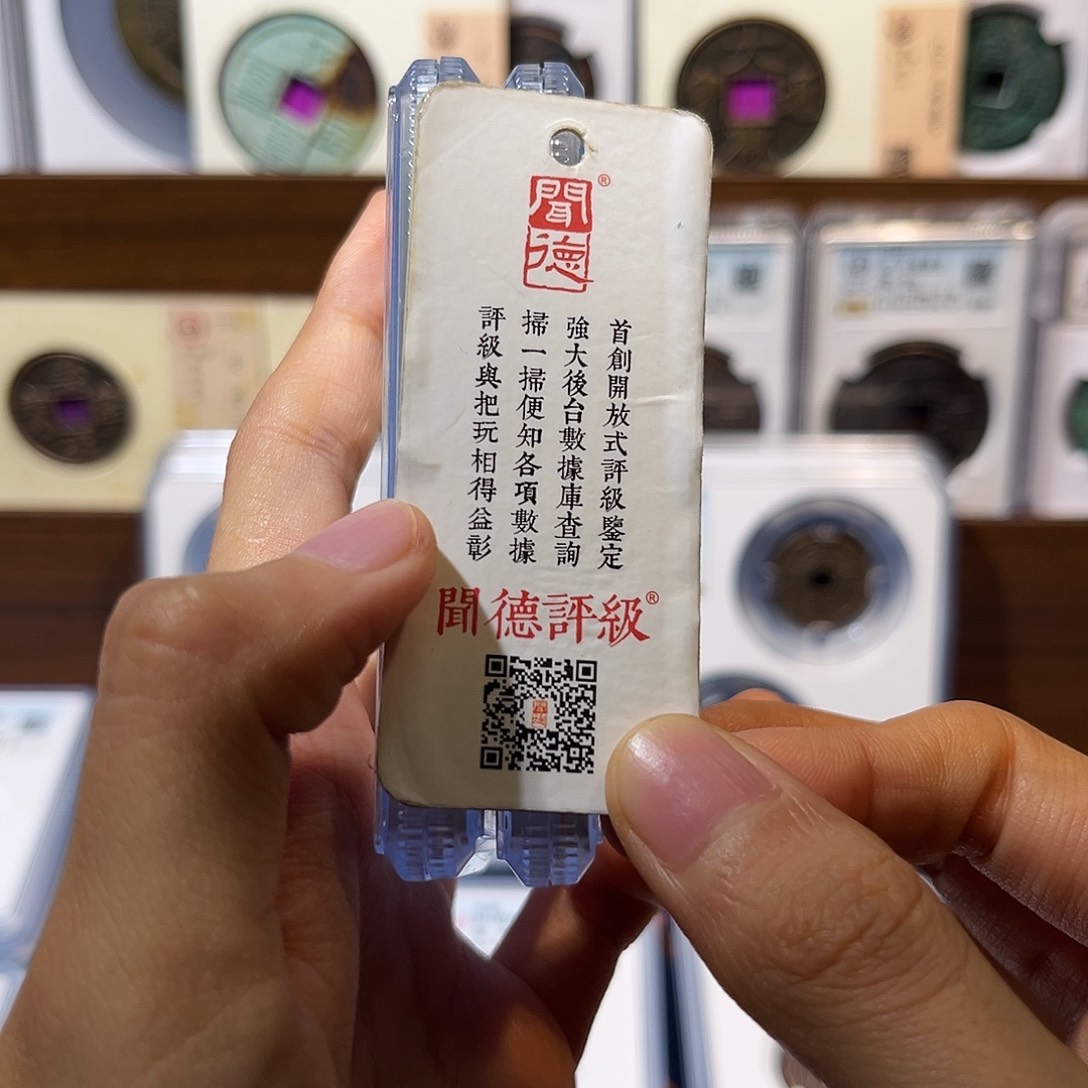 聞德®
首創開放式評級鑒定
強大後台數據庫查詢
掃一掃便知各項數據
評級與把玩相得益彰
聞德評級®